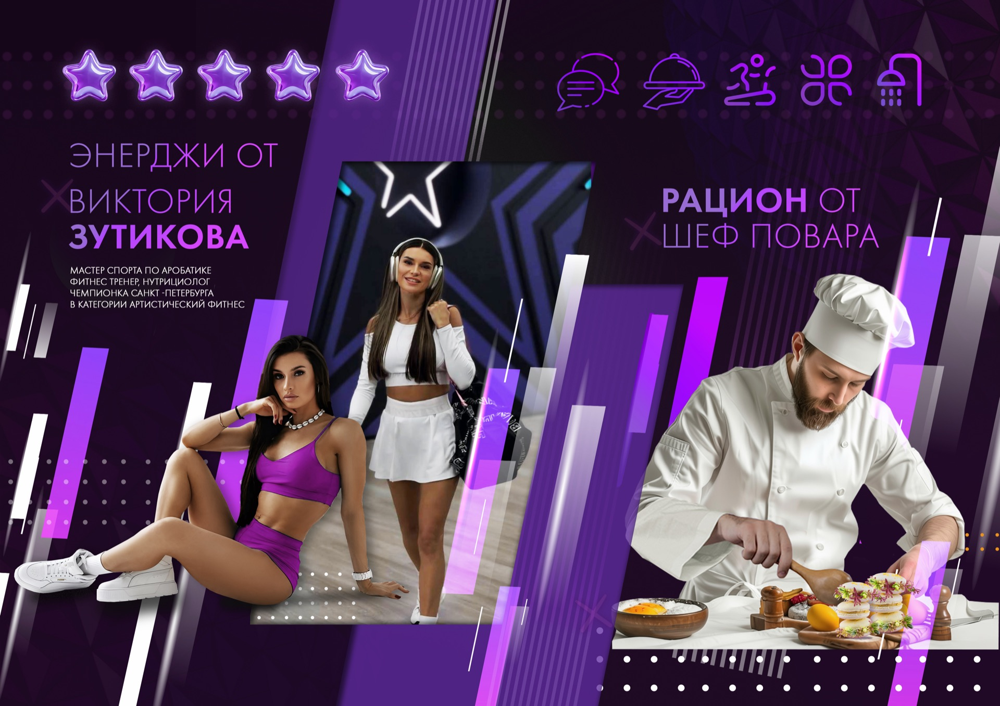 ЭНЕРДЖИ ОТ
ВИКТОРИЯ
ЗУТИКОВА
МАСТЕР СПОРТА ПО АРОБАТИКЕ
ФИТНЕС ТРЕНЕР, НУТРИЦИОЛОГ
ЧЕМПИОНКА САНКТ -ПЕТЕРБУРГА
В КАТЕГОРИИ АРТИСТИЧЕСКИЙ ФИТНЕС
РАЦИОН ОТ
ШЕФ ПОВАРА